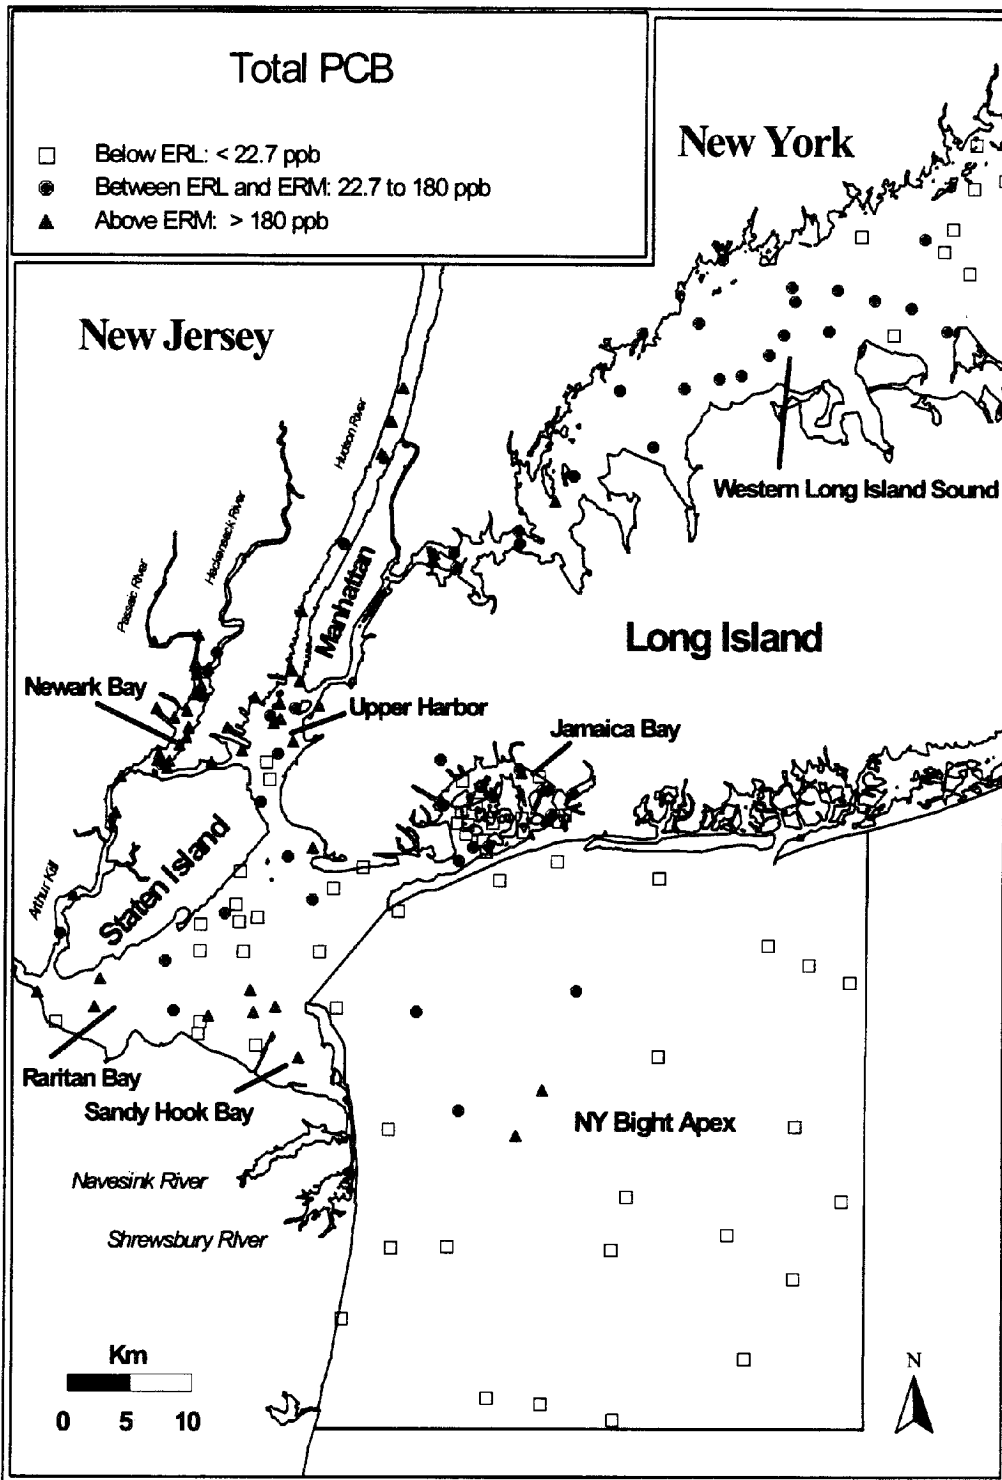 Total PCB
Below ERL: < 22.7 ppb
Between ERL and ERM: 22.7 to 180 ppb
Above ERM: > 180 ppb
New York
New Jersey
Hudson River
Hackensack River
Passaic River
Western Long Island Sound
Manhattan
Long Island
Newark Bay
Upper Harbor
Jamaica Bay
Staten Island
Arthur Kill
Raritan Bay
Sandy Hook Bay
NY Bight Apex
Navesink River
Shrewsbury River
Km
0 5 10
N